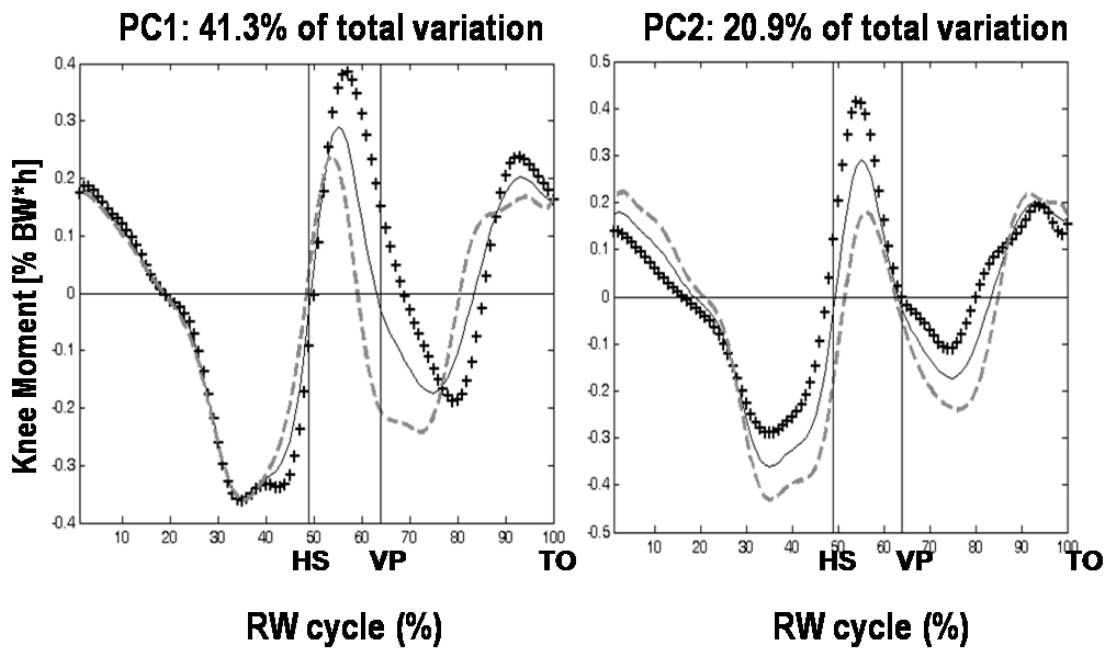 PC1: 41.3% of total variation
PC2: 20.9% of total variation
Knee Moment [% BW*h]
0.4
0.3
0.2
0.1
0
-0.1
-0.2
-0.3
-0.4
10 20 30 40 50 60 70 80 90 100
HS VP TO
RW cycle (%)
0.5
0.4
0.3
0.2
0.1
0
-0.1
-0.2
-0.3
-0.4
-0.5
10 20 30 40 50 60 70 80 90 100
HS VP TO
RW cycle (%)